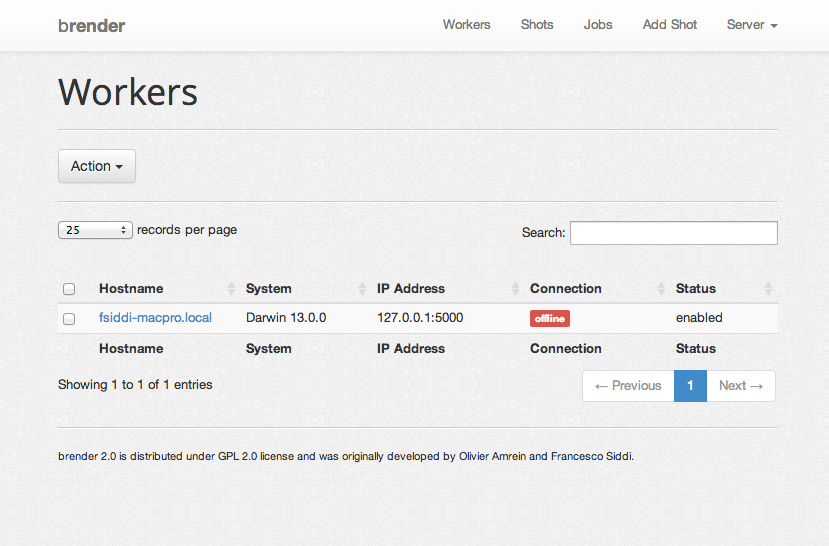 brender Workers Shots Jobs Add Shot Server
Workers
Action
25 records per page Search:
Hostname System IP Address Connection Status
fsiddi-macpro.local Darwin 13.0.0 127.0.0.1:5000 offline enabled
Hostname System IP Address Connection Status
Showing 1 to 1 of 1 entries ← Previous 1 Next →
brender 2.0 is distributed under GPL 2.0 license and was originally developed by Olivier Amrein and Francesco Siddi.